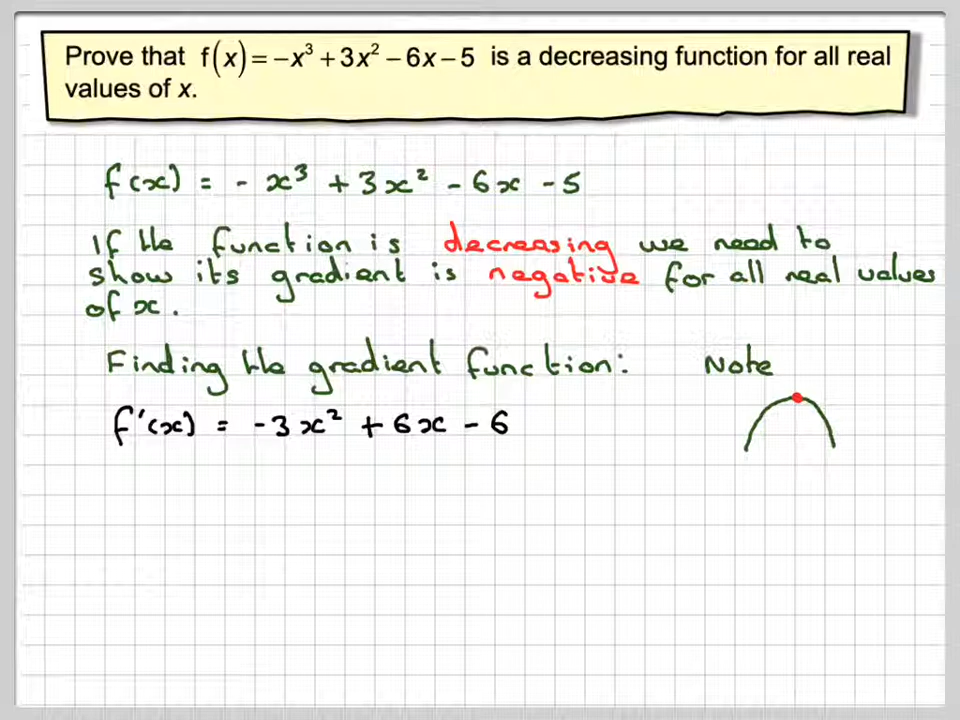 Prove that f(x) = −x³ + 3x² − 6x − 5 is a decreasing function for all real
values of x.
f(x) = - x³ + 3x² - 6x - 5
If the function is decreasing we need to
show its gradient is negative for all real values
of x.
Finding the gradient function: Note
f'(x) = -3x² + 6x - 6